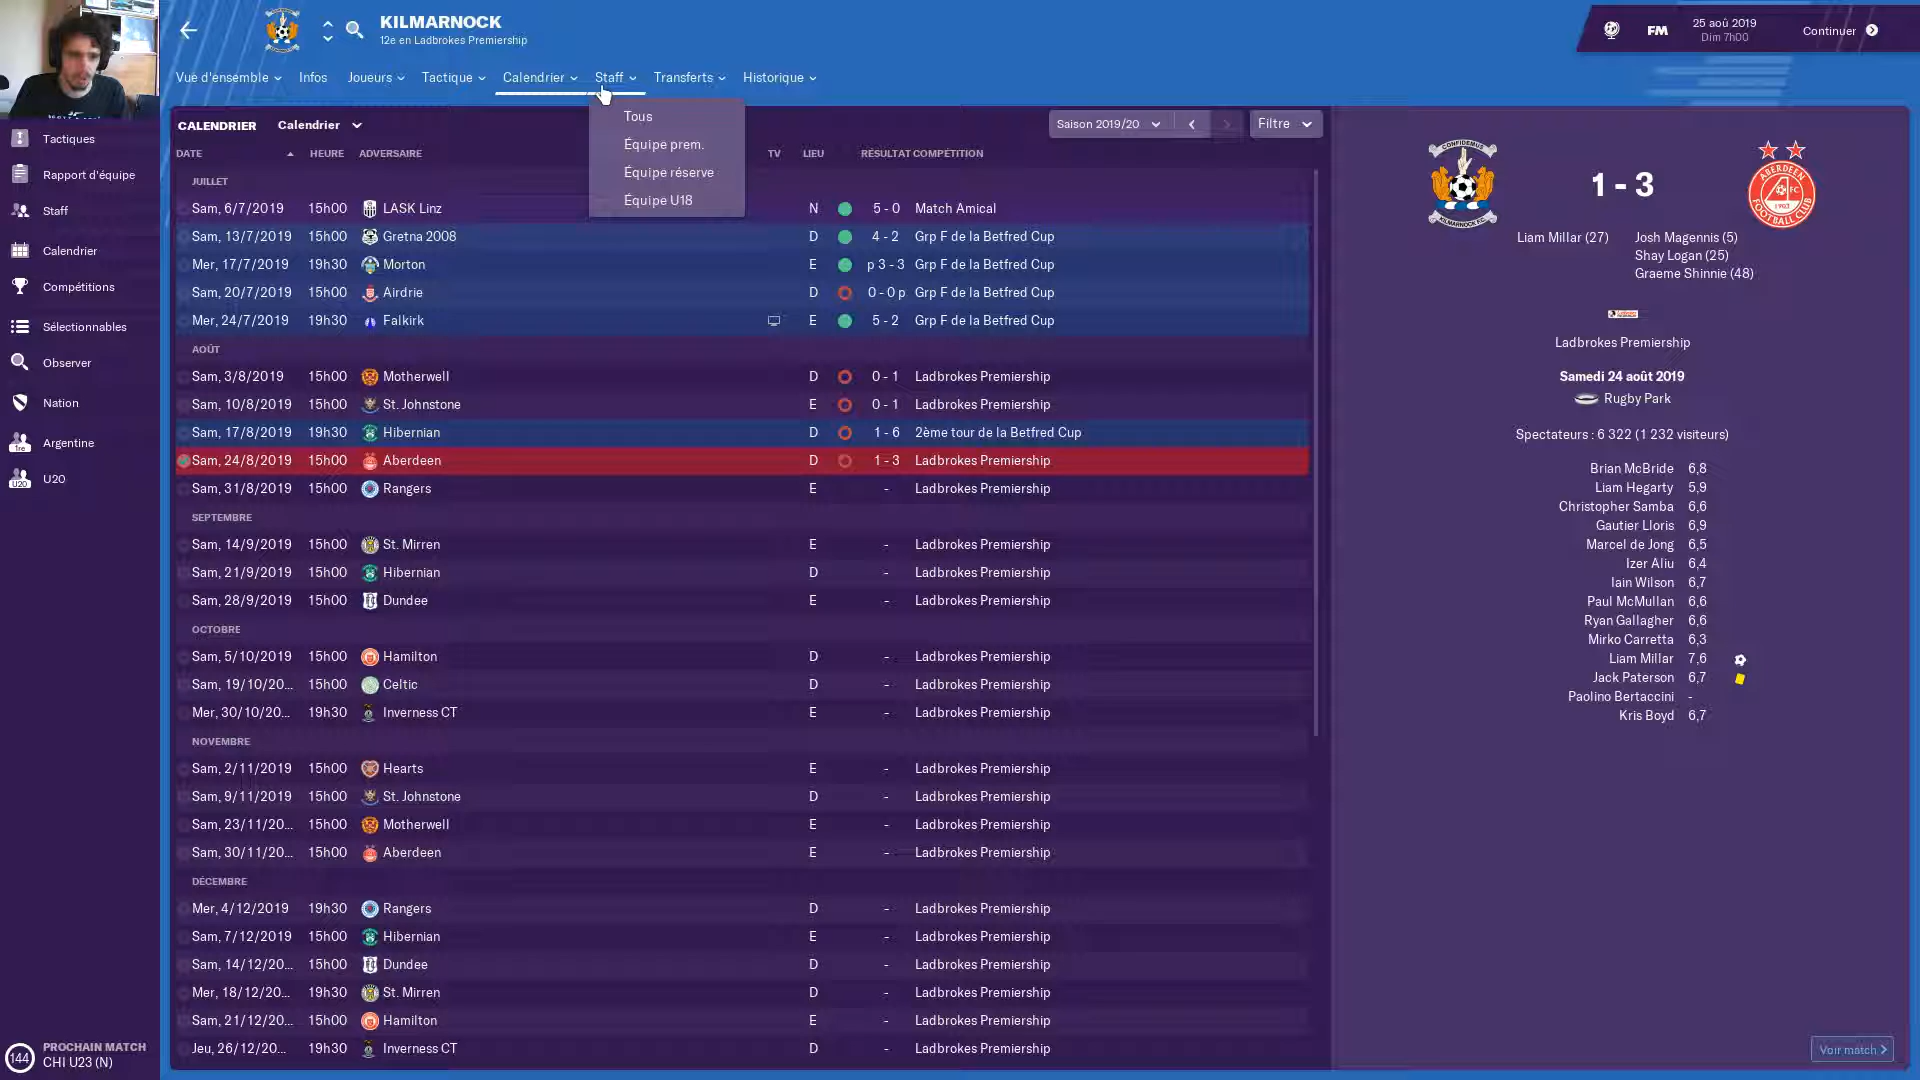 KILMARNOCK
12e en Ladbrokes Premiership
FM
25 aoû 2019
Dim 7h00
Continuer
Vue d'ensemble
Infos
Joueurs
Tactique
Calendrier
Staff
Transferts
Historique
Tous
Équipe prem.
Équipe réserve
Équipe U18
Tactiques
Rapport d'équipe
Staff
Calendrier
Compétitions
Sélectionnables
Observer
Nation
Argentine
U20
144 PROCHAIN MATCH
CHI U23 (N)
CALENDRIER Calendrier
Saison 2019/20
Filtre
DATE HEURE ADVERSAIRE TV LIEU RÉSULTAT COMPÉTITION
JUILLET
Sam, 6/7/2019 15h00 LASK Linz N 5 - 0 Match Amical
Sam, 13/7/2019 15h00 Gretna 2008 D 4 - 2 Grp F de la Betfred Cup
Mer, 17/7/2019 19h30 Morton E p 3 - 3 Grp F de la Betfred Cup
Sam, 20/7/2019 15h00 Airdrie D 0 - 0 p Grp F de la Betfred Cup
Mer, 24/7/2019 19h30 Falkirk E 5 - 2 Grp F de la Betfred Cup
AOÛT
Sam, 3/8/2019 15h00 Motherwell D 0 - 1 Ladbrokes Premiership
Sam, 10/8/2019 15h00 St. Johnstone E 0 - 1 Ladbrokes Premiership
Sam, 17/8/2019 19h30 Hibernian D 1 - 6 2ème tour de la Betfred Cup
Sam, 24/8/2019 15h00 Aberdeen D 1 - 3 Ladbrokes Premiership
Sam, 31/8/2019 15h00 Rangers E - Ladbrokes Premiership
SEPTEMBRE
Sam, 14/9/2019 15h00 St. Mirren E - Ladbrokes Premiership
Sam, 21/9/2019 15h00 Hibernian D - Ladbrokes Premiership
Sam, 28/9/2019 15h00 Dundee E - Ladbrokes Premiership
OCTOBRE
Sam, 5/10/2019 15h00 Hamilton D - Ladbrokes Premiership
Sam, 19/10/20... 15h00 Celtic D - Ladbrokes Premiership
Mer, 30/10/20... 19h30 Inverness CT E - Ladbrokes Premiership
NOVEMBRE
Sam, 2/11/2019 15h00 Hearts E - Ladbrokes Premiership
Sam, 9/11/2019 15h00 St. Johnstone D - Ladbrokes Premiership
Sam, 23/11/20... 15h00 Motherwell E - Ladbrokes Premiership
Sam, 30/11/20... 15h00 Aberdeen E - Ladbrokes Premiership
DÉCEMBRE
Mer, 4/12/2019 19h30 Rangers D - Ladbrokes Premiership
Sam, 7/12/2019 15h00 Hibernian E - Ladbrokes Premiership
Sam, 14/12/20... 15h00 Dundee D - Ladbrokes Premiership
Mer, 18/12/20... 19h30 St. Mirren D - Ladbrokes Premiership
Sam, 21/12/20... 15h00 Hamilton E - Ladbrokes Premiership
Jeu, 26/12/20... 19h30 Inverness CT D - Ladbrokes Premiership
CONFIDEMUS
KILMARNOCK FC
1 - 3
ABERDEEN
FC
1903
FOOTBALL CLUB
Liam Millar (27)
Josh Magennis (5)
Shay Logan (25)
Graeme Shinnie (48)
Ladbrokes Premiership
Samedi 24 août 2019
Rugby Park
Spectateurs : 6 322 (1 232 visiteurs)
Brian McBride 6,8
Liam Hegarty 5,9
Christopher Samba 6,6
Gautier Lloris 6,9
Marcel de Jong 6,5
Izer Aliu 6,4
Iain Wilson 6,7
Paul McMullan 6,6
Ryan Gallagher 6,6
Mirko Carretta 6,3
Liam Millar 7,6
Jack Paterson 6,7
Paolino Bertaccini -
Kris Boyd 6,7
Voir match